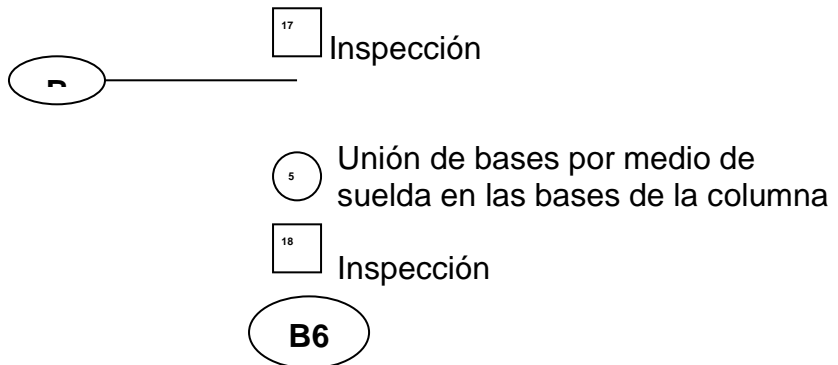 17
Inspección
5
Unión de bases por medio de
suelda en las bases de la columna
18
Inspección
B6